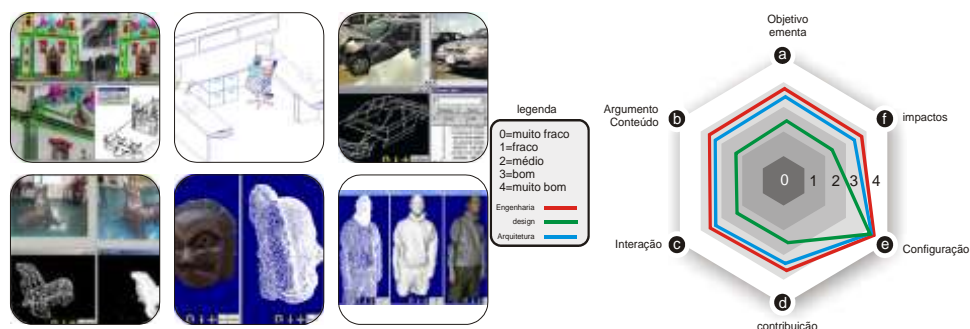 legenda
0=muito fraco
1=fraco
2=médio
3=bom
4=muito bom
Engenharia
design
Arquitetura
Objetivo
ementa
a
Argumento
Conteúdo
b
f
impactos
0
1
2
3
4
Interação
c
e
Configuração
d
contribuição